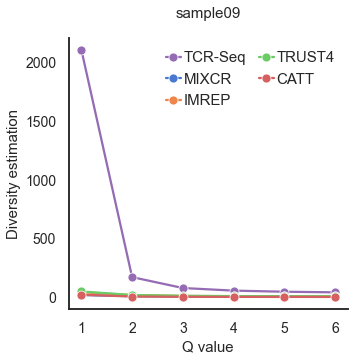 sample09
TCR-Seq
TRUST4
MIXCR
CATT
IMREP
Diversity estimation
2000
1500
1000
500
0
1 2 3 4 5 6
Q value